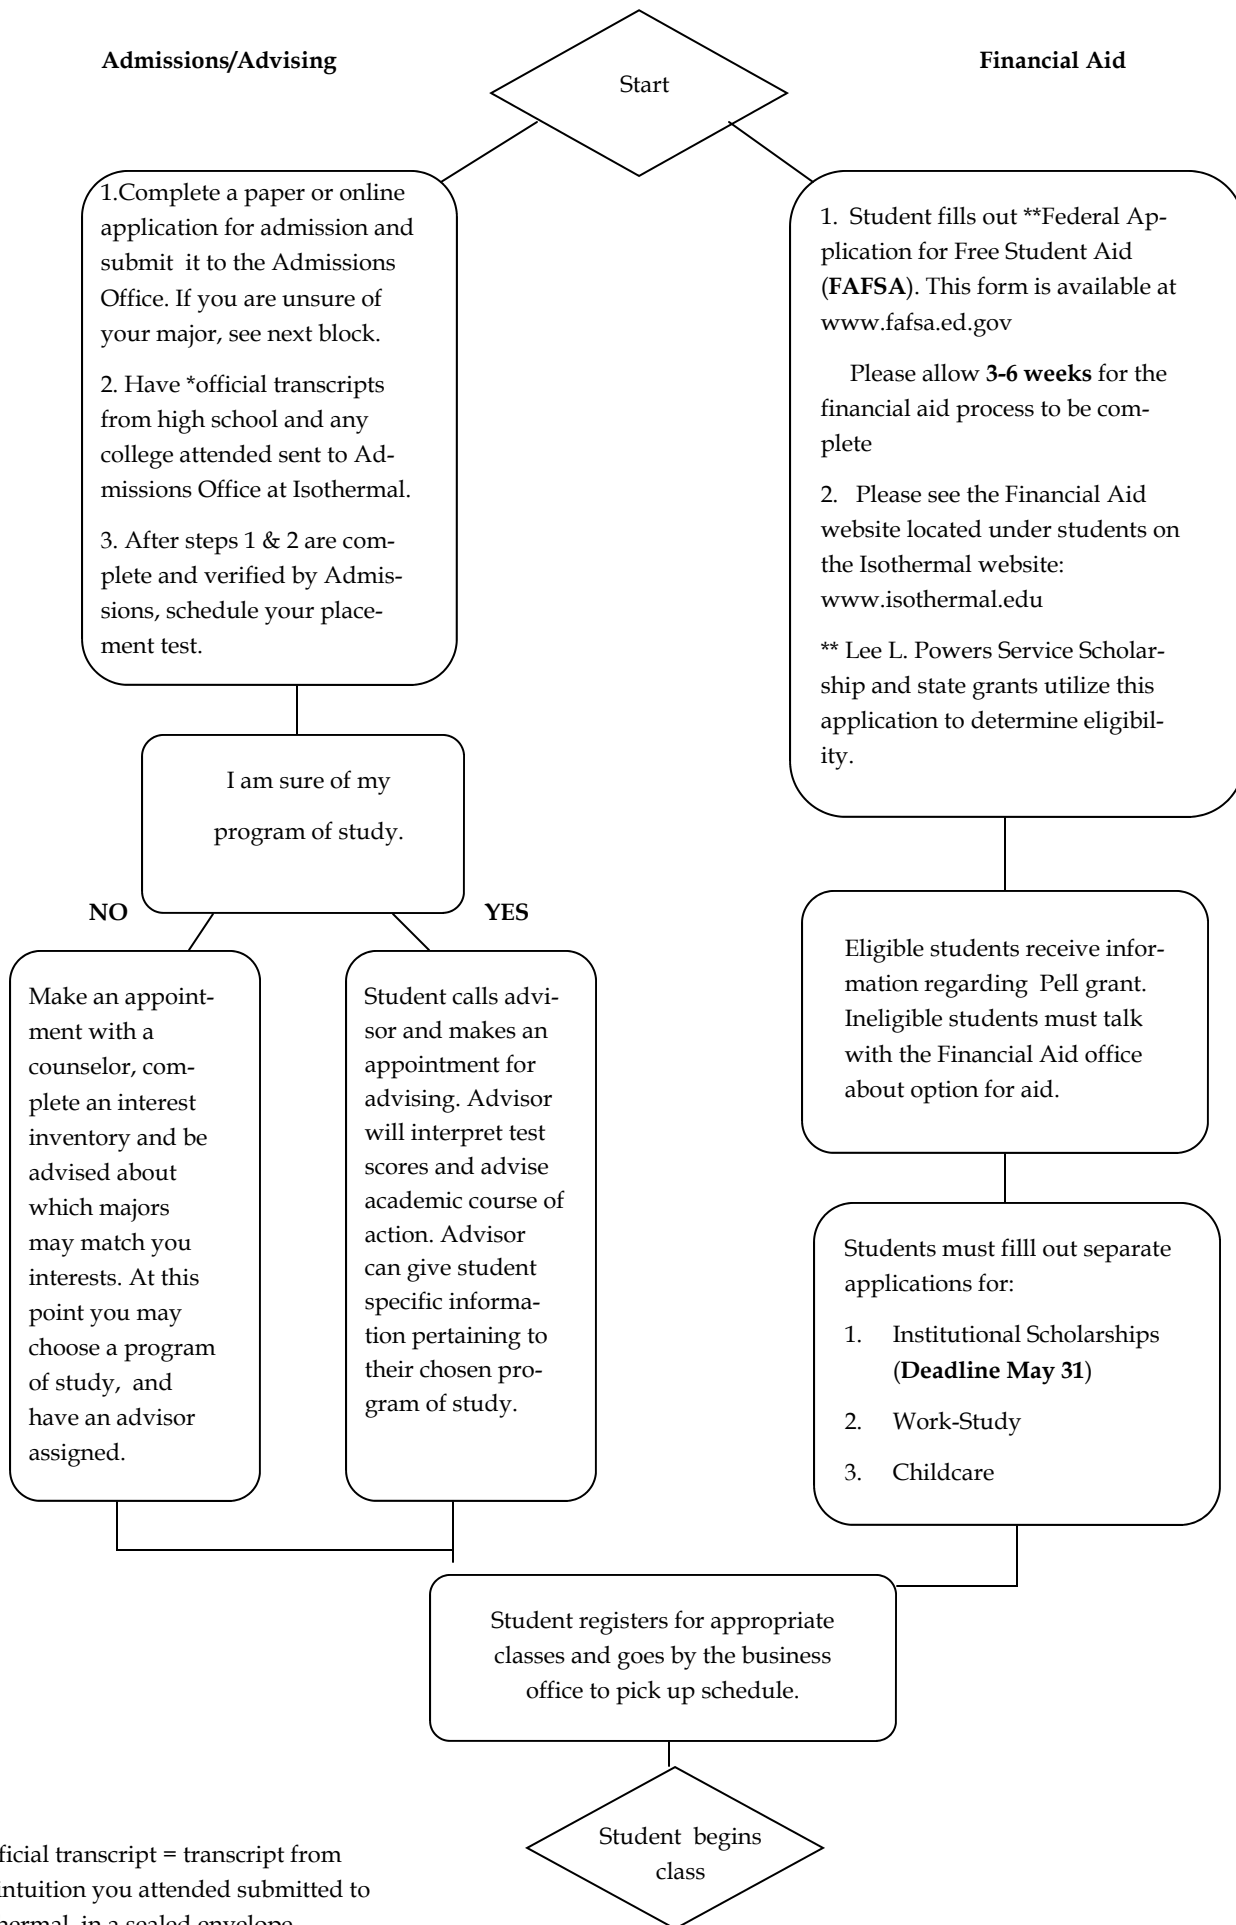 Admissions/Advising
Start
Financial Aid
1.Complete a paper or online
application for admission and
submit it to the Admissions
Office. If you are unsure of
your major, see next block.
2. Have *official transcripts
from high school and any
college attended sent to Ad-
missions Office at Isothermal.
3. After steps 1 & 2 are com-
plete and verified by Admis-
sions, schedule your place-
ment test.
1. Student fills out **Federal Ap-
plication for Free Student Aid
(FAFSA). This form is available at
www.fafsa.ed.gov
Please allow 3-6 weeks for the
financial aid process to be com-
plete
2. Please see the Financial Aid
website located under students on
the Isothermal website:
www.isothermal.edu
** Lee L. Powers Service Scholar-
ship and state grants utilize this
application to determine eligibil-
ity.
I am sure of my
program of study.
NO
YES
Make an appoint-
ment with a
counselor, com-
plete an interest
inventory and be
advised about
which majors
may match you
interests. At this
point you may
choose a program
of study, and
have an advisor
assigned.
Student calls advi-
sor and makes an
appointment for
advising. Advisor
will interpret test
scores and advise
academic course of
action. Advisor
can give student
specific informa-
tion pertaining to
their chosen pro-
gram of study.
Eligible students receive infor-
mation regarding Pell grant.
Ineligible students must talk
with the Financial Aid office
about option for aid.
Students must filll out separate
applications for:
1. Institutional Scholarships
(Deadline May 31)
2. Work-Study
3. Childcare
Student registers for appropriate
classes and goes by the business
office to pick up schedule.
Student begins
class
ficial transcript = transcript from
intuition you attended submitted to
in a sealed envelope